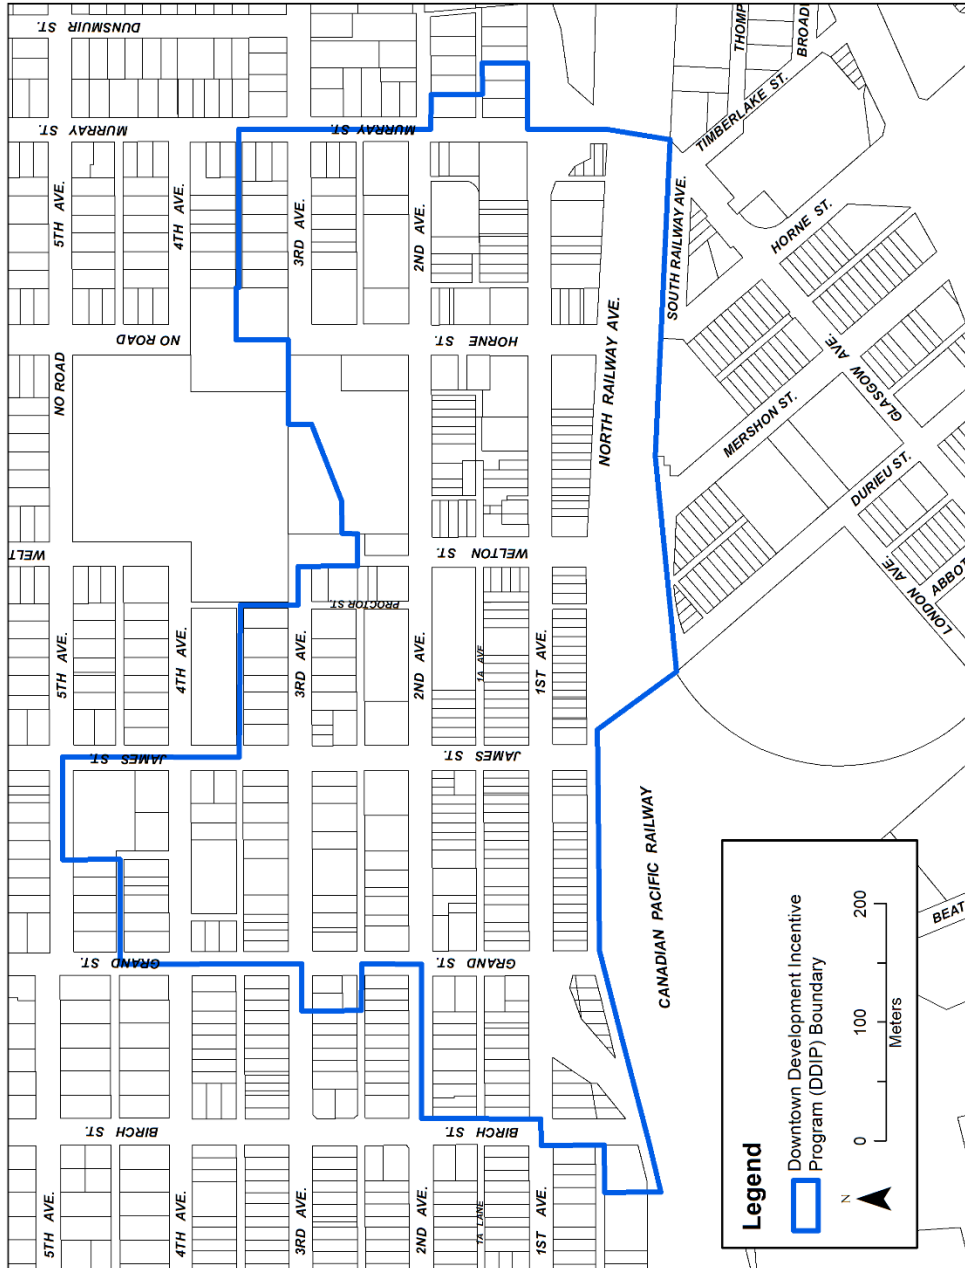 DUNSMUIR ST.
MURRAY ST.
MURRAY ST.
THOMP
BROADW
TIMBERLAKE ST.
5TH AVE.
4TH AVE.
3RD AVE.
2ND AVE.
SOUTH RAILWAY AVE.
HORNE ST.
NO ROAD
NO ROAD
HORNE ST.
NORTH RAILWAY AVE.
GLASGOW AVE.
MERSHON ST.
DURIEU ST.
WELT
WELTON ST.
LONDON AVE.
ABBOT
PROCTOR ST.
5TH AVE.
4TH AVE.
3RD AVE.
2ND AVE.
1A AVE
1ST AVE.
JAMES ST.
JAMES ST.
CANADIAN PACIFIC RAILWAY
GRAND ST.
GRAND ST.
BEAT
BIRCH ST.
BIRCH ST.
5TH AVE.
4TH AVE.
3RD AVE.
2ND AVE.
1A LANE
1ST AVE.
Legend
Downtown Development Incentive
Program (DDIP) Boundary
N
0 100 200
Meters